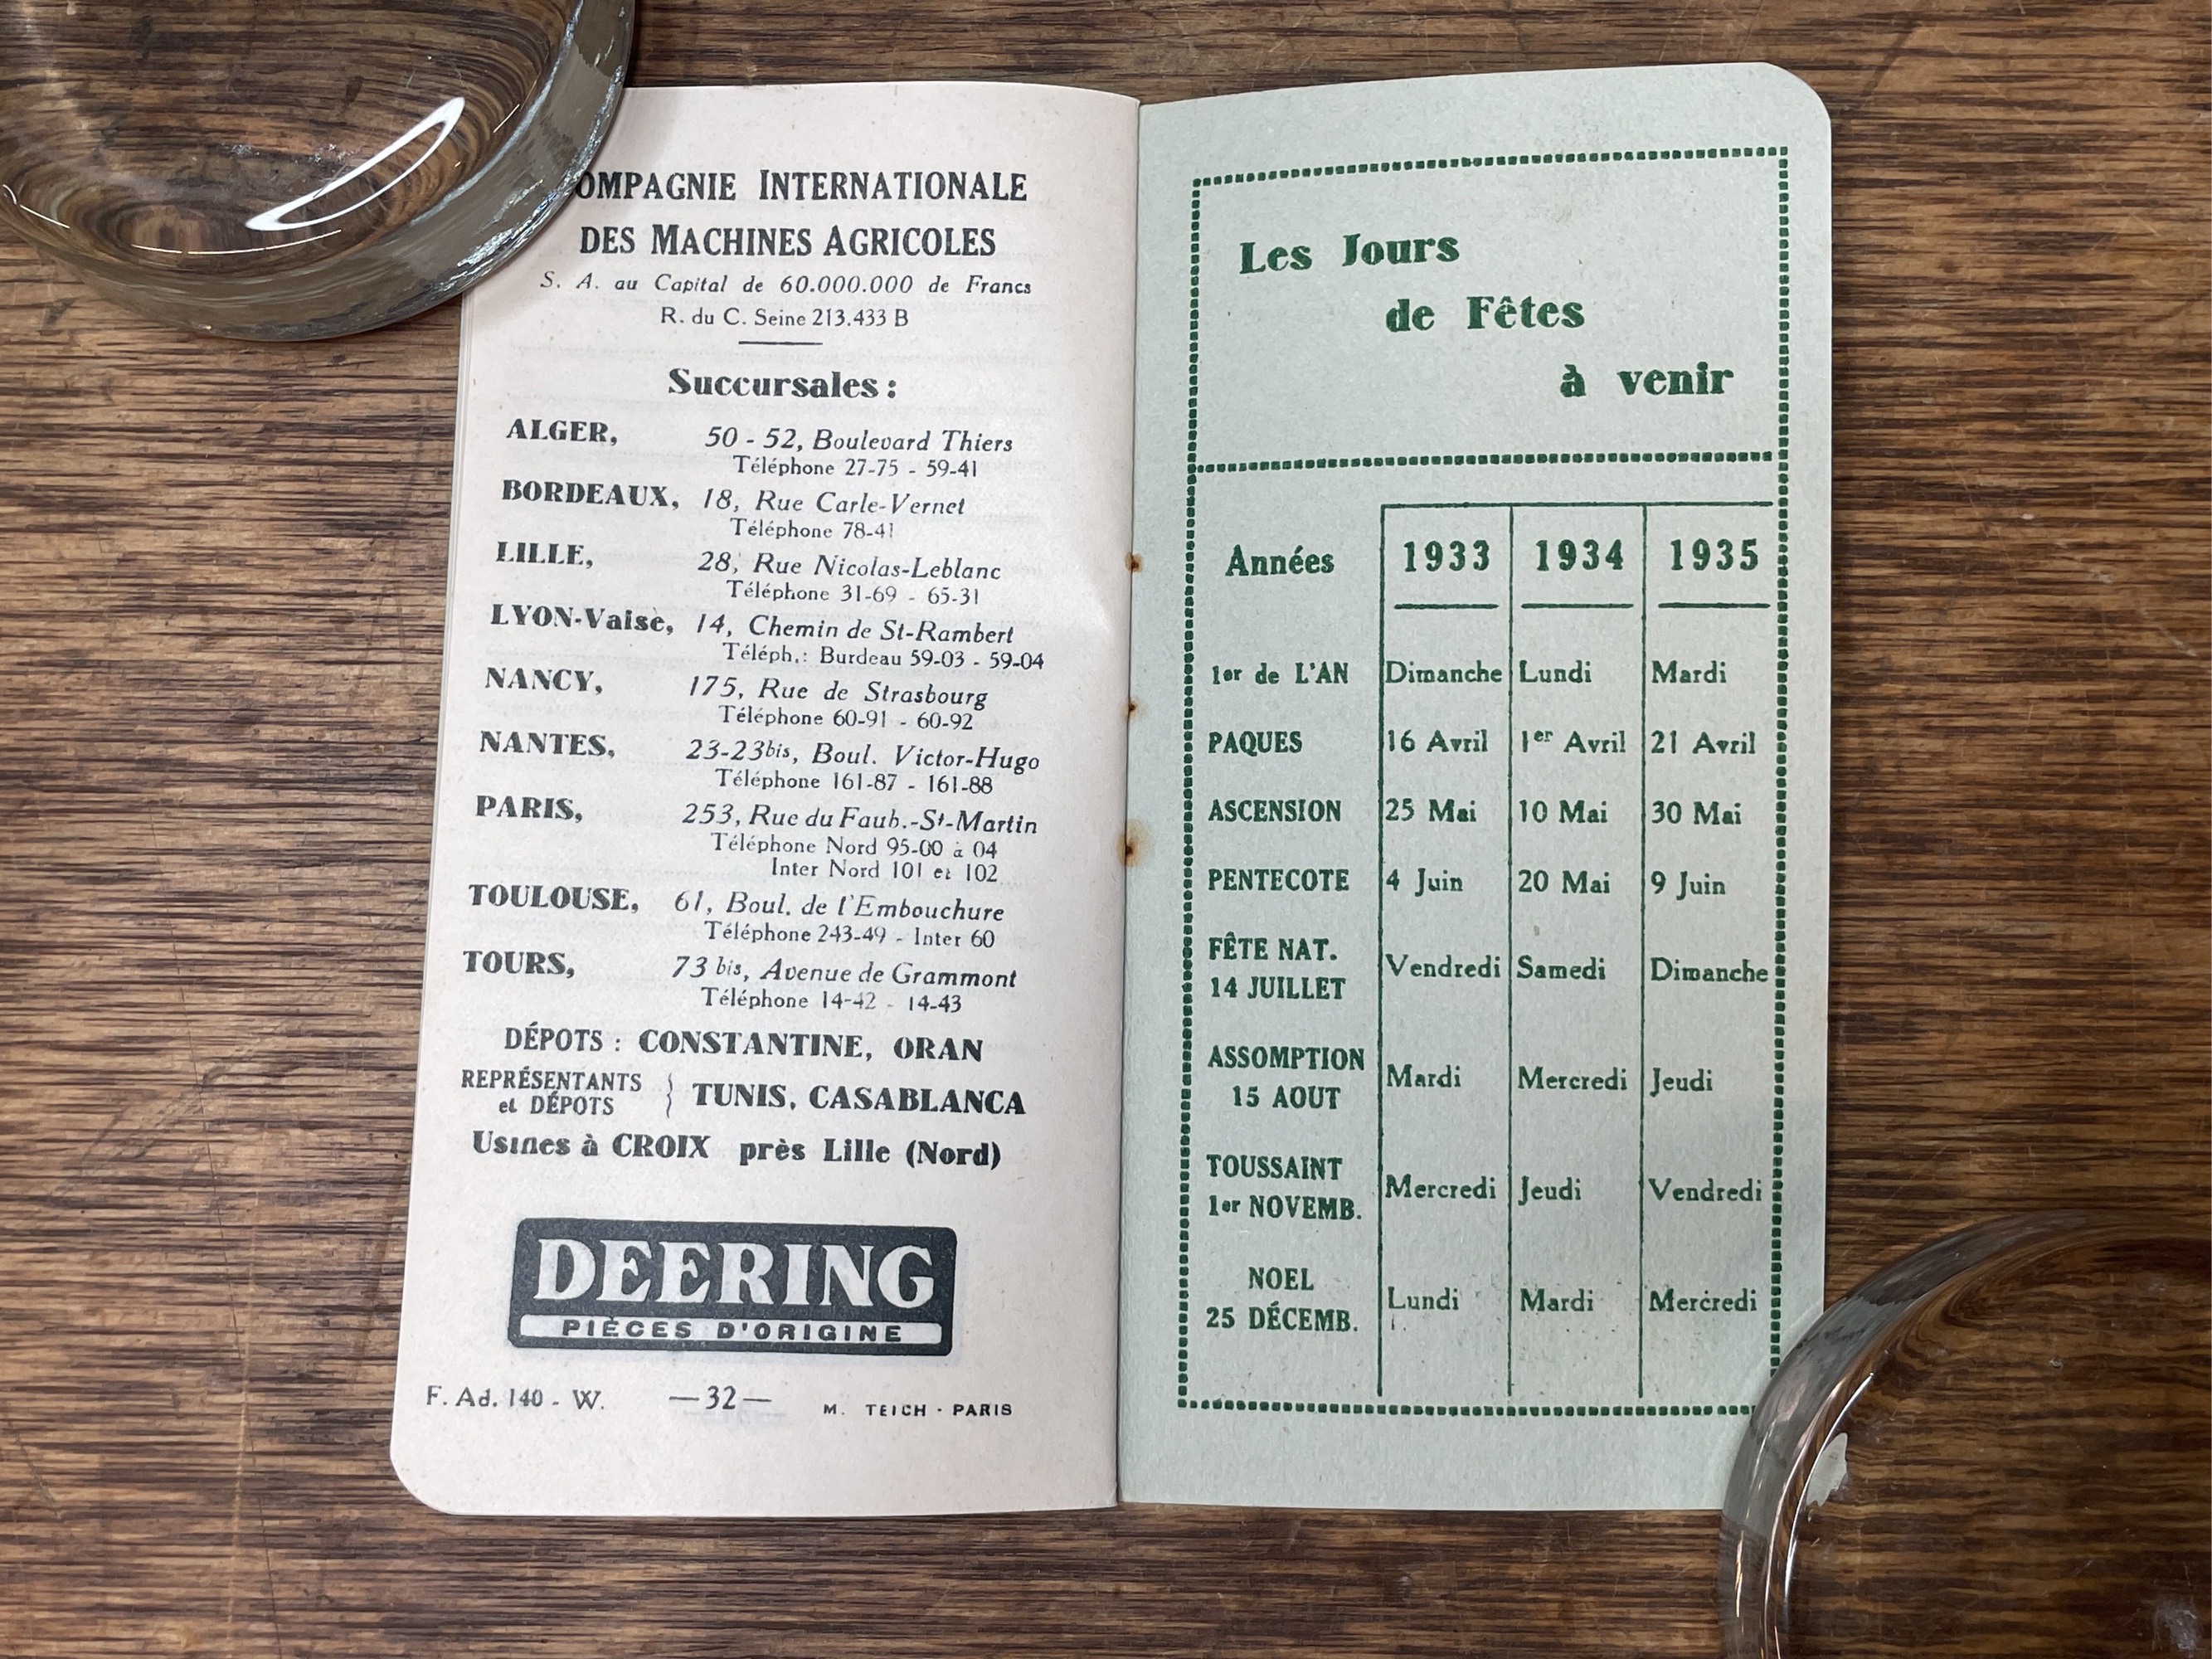 OMPAGNIE INTERNATIONALE
DES MACHINES AGRICOLES
S. A. au Capital de 60.000.000 de Francs
R. du C. Seine 213.433 B
Succursales :
ALGER, 50 - 52, Boulevard Thiers
Téléphone 27-75 - 59-41
BORDEAUX, 18, Rue Carle-Vernet
Téléphone 78-41
LILLE, 28, Rue Nicolas-Leblanc
Téléphone 31-69 - 65-31
LYON-Vaise, 14, Chemin de St-Rambert
Téléph.: Burdeau 59-03 - 59-04
NANCY, 175, Rue de Strasbourg
Téléphone 60-91 - 60-92
NANTES, 23-23bis, Boul. Victor-Hugo
Téléphone 161-87 - 161-88
PARIS, 253, Rue du Faub.-St-Martin
Téléphone Nord 95-00 à 04
Inter Nord 101 et 102
TOULOUSE, 61, Boul. de l'Embouchure
Téléphone 243-49 - Inter 60
TOURS, 73 bis, Avenue de Grammont
Téléphone 14-42 - 14-43
DÉPOTS : CONSTANTINE, ORAN
REPRÉSENTANTS
et DÉPOTS } TUNIS, CASABLANCA
Usines à CROIX près Lille (Nord)
DEERING
PIÈCES D'ORIGINE
F. Ad. 140 - W. —32— M. TEICH · PARIS
Les Jours
de Fêtes
à venir
Années 1933 1934 1935
1er de L'AN Dimanche Lundi Mardi
PAQUES 16 Avril 1er Avril 21 Avril
ASCENSION 25 Mai 10 Mai 30 Mai
PENTECOTE 4 Juin 20 Mai 9 Juin
FÊTE NAT.
14 JUILLET Vendredi Samedi Dimanche
ASSOMPTION
15 AOUT Mardi Mercredi Jeudi
TOUSSAINT
1er NOVEMB. Mercredi Jeudi Vendredi
NOEL
25 DÉCEMB. Lundi Mardi Mercredi